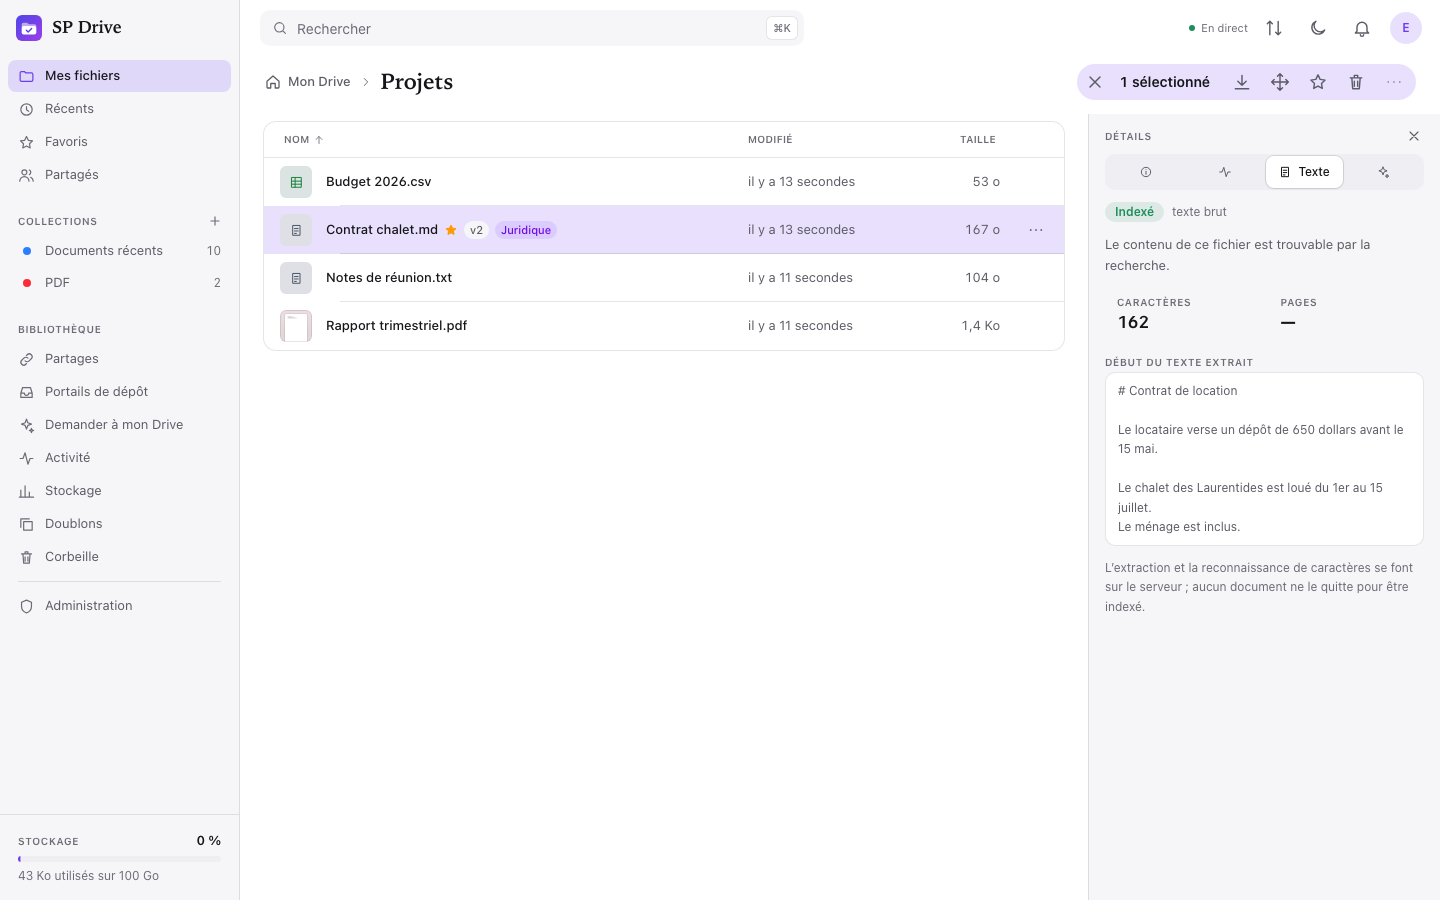 SP Drive
Rechercher
⌘K
En direct
E
Mes fichiers
Récents
Favoris
Partagés
COLLECTIONS
Documents récents 10
PDF 2
BIBLIOTHÈQUE
Partages
Portails de dépôt
Demander à mon Drive
Activité
Stockage
Doublons
Corbeille
Administration
STOCKAGE 0 %
43 Ko utilisés sur 100 Go
Mon Drive
Projets
1 sélectionné
NOM MODIFIÉ TAILLE
Budget 2026.csv il y a 13 secondes 53 o
Contrat chalet.md v2 Juridique il y a 13 secondes 167 o
Notes de réunion.txt il y a 11 secondes 104 o
Rapport trimestriel.pdf il y a 11 secondes 1,4 Ko
DÉTAILS
Texte
Indexé texte brut
Le contenu de ce fichier est trouvable par la
recherche.
CARACTÈRES PAGES
162 —
DÉBUT DU TEXTE EXTRAIT
# Contrat de location
Le locataire verse un dépôt de 650 dollars avant le
15 mai.
Le chalet des Laurentides est loué du 1er au 15
juillet.
Le ménage est inclus.
L'extraction et la reconnaissance de caractères se font
sur le serveur ; aucun document ne le quitte pour être
indexé.